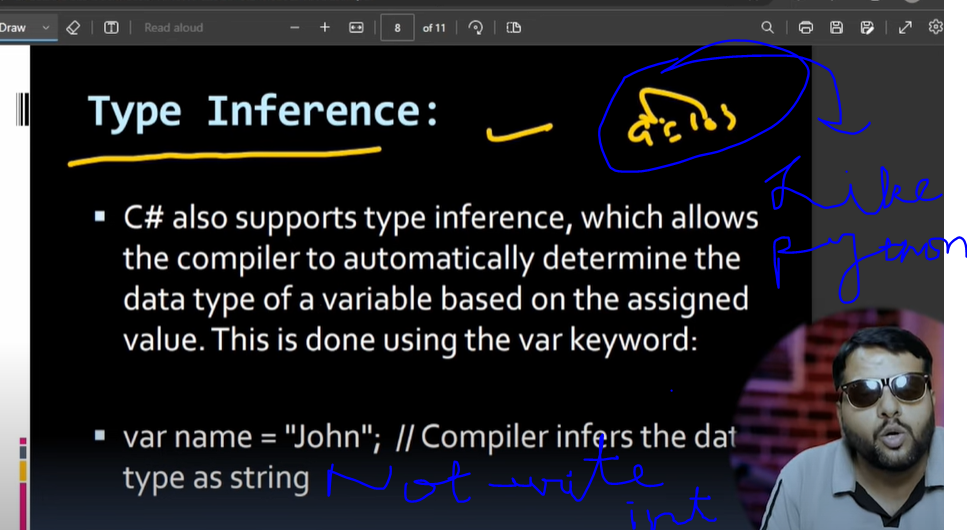 Draw
Read aloud
8 of 11
Type Inference:
Like
Python
C# also supports type inference, which allows
the compiler to automatically determine the
data type of a variable based on the assigned
value. This is done using the var keyword:
var name = "John"; // Compiler infers the dat
type as string
Not write
int